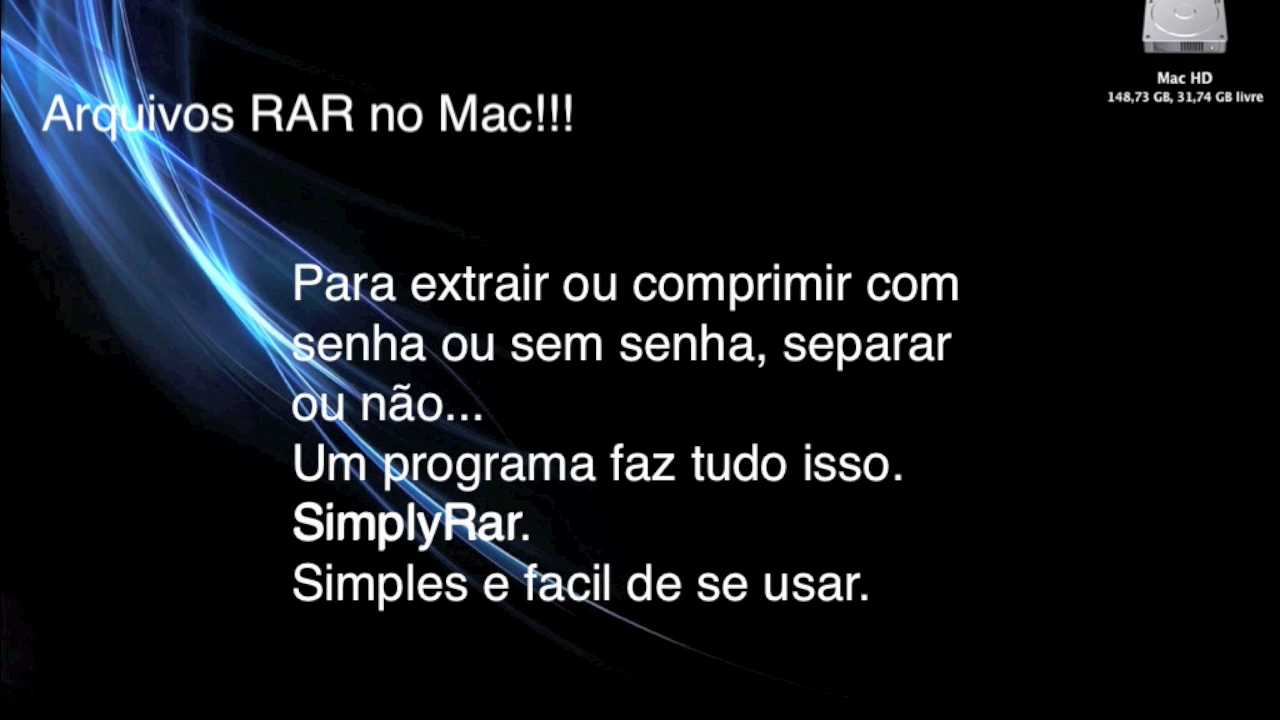 Mac HD
148,73 GB, 31,74 GB livre
Arquivos RAR no Mac!!!
Para extrair ou comprimir com
senha ou sem senha, separar
ou não...
Um programa faz tudo isso.
SimplyRar.
Simples e facil de se usar.